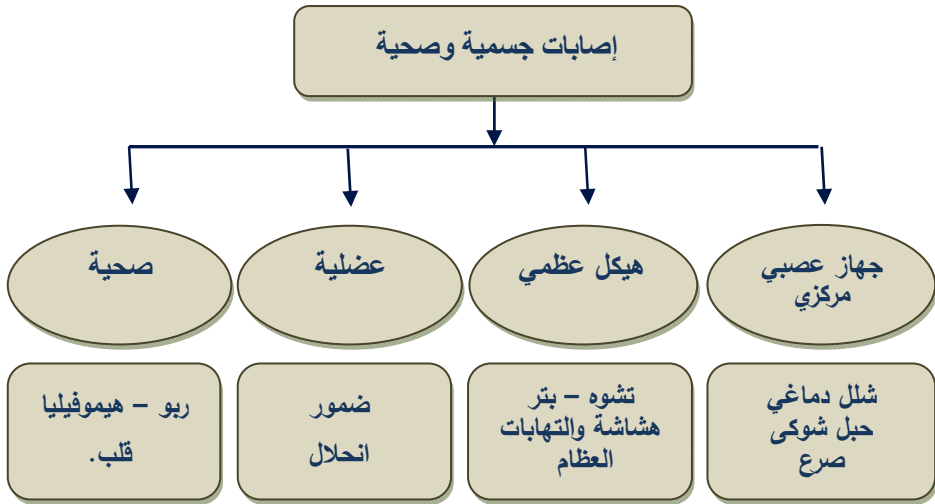 إصابات جسمية وصحية
جهاز عصبي
مركزي
هيكل عظمي
عضلية
صحية
شلل دماغي
حبل شوكى
صرع
تشوه – بتر
هشاشة والتهابات
العظام
ضمور
انحلال
ربو – هيموفيليا
قلب.